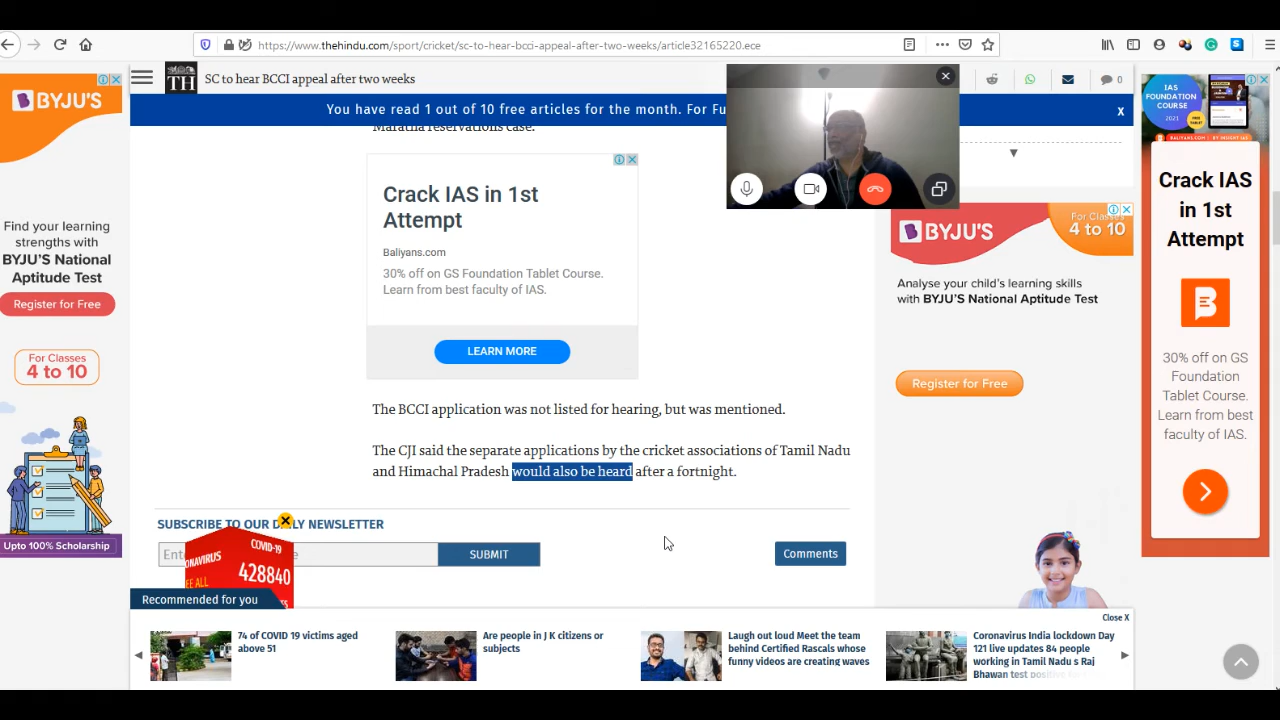 https://www.thehindu.com/sport/cricket/sc-to-hear-bcci-appeal-after-two-weeks/article32165220.ece
TH
SC to hear BCCI appeal after two weeks
0
You have read 1 out of 10 free articles for the month. For Fu
X
Maratha reservations case.
BYJU'S
Find your learning
strengths with
BYJU'S National
Aptitude Test
Register for Free
For Classes
4 to 10
Upto 100% Scholarship
Crack IAS in 1st
Attempt
Baliyans.com
30% off on GS Foundation Tablet Course.
Learn from best faculty of IAS.
LEARN MORE
The BCCI application was not listed for hearing, but was mentioned.
The CJI said the separate applications by the cricket associations of Tamil Nadu
and Himachal Pradesh would also be heard after a fortnight.
SUBSCRIBE TO OUR DAILY NEWSLETTER
SUBMIT
Comments
COVID-19
428840
BYJU'S
For Classes
4 to 10
Analyse your child's learning skills
with BYJU'S National Aptitude Test
Register for Free
IAS
FOUNDATION
COURSE
2021
Crack IAS
in 1st
Attempt
30% off on GS
Foundation
Tablet Course.
Learn from best
faculty of IAS.
Recommended for you
Close X
74 of COVID 19 victims aged
above 51
Are people in J K citizens or
subjects
Laugh out loud Meet the team
behind Certified Rascals whose
funny videos are creating waves
Coronavirus India lockdown Day
121 live updates 84 people
working in Tamil Nadu s Raj
Bhawan test positive